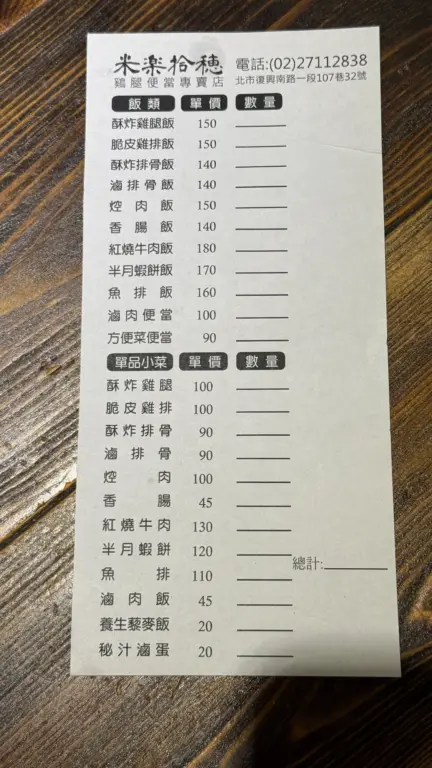 米樂拾穗 電話:(02)27112838
雞腿便當專賣店 北市復興南路一段107巷32號
飯類 單價 數量
酥炸雞腿飯 150
脆皮雞排飯 150
酥炸排骨飯 140
滷排骨飯 140
焢肉飯 150
香腸飯 140
紅燒牛肉飯 180
半月蝦餅飯 170
魚排飯 160
滷肉便當 100
方便菜便當 90
單品小菜 單價 數量
酥炸雞腿 100
脆皮雞排 100
酥炸排骨 90
滷排骨 90
焢肉 100
香腸 45
紅燒牛肉 130
半月蝦餅 120
總計:
魚排 110
滷肉飯 45
養生藜麥飯 20
秘汁滷蛋 20